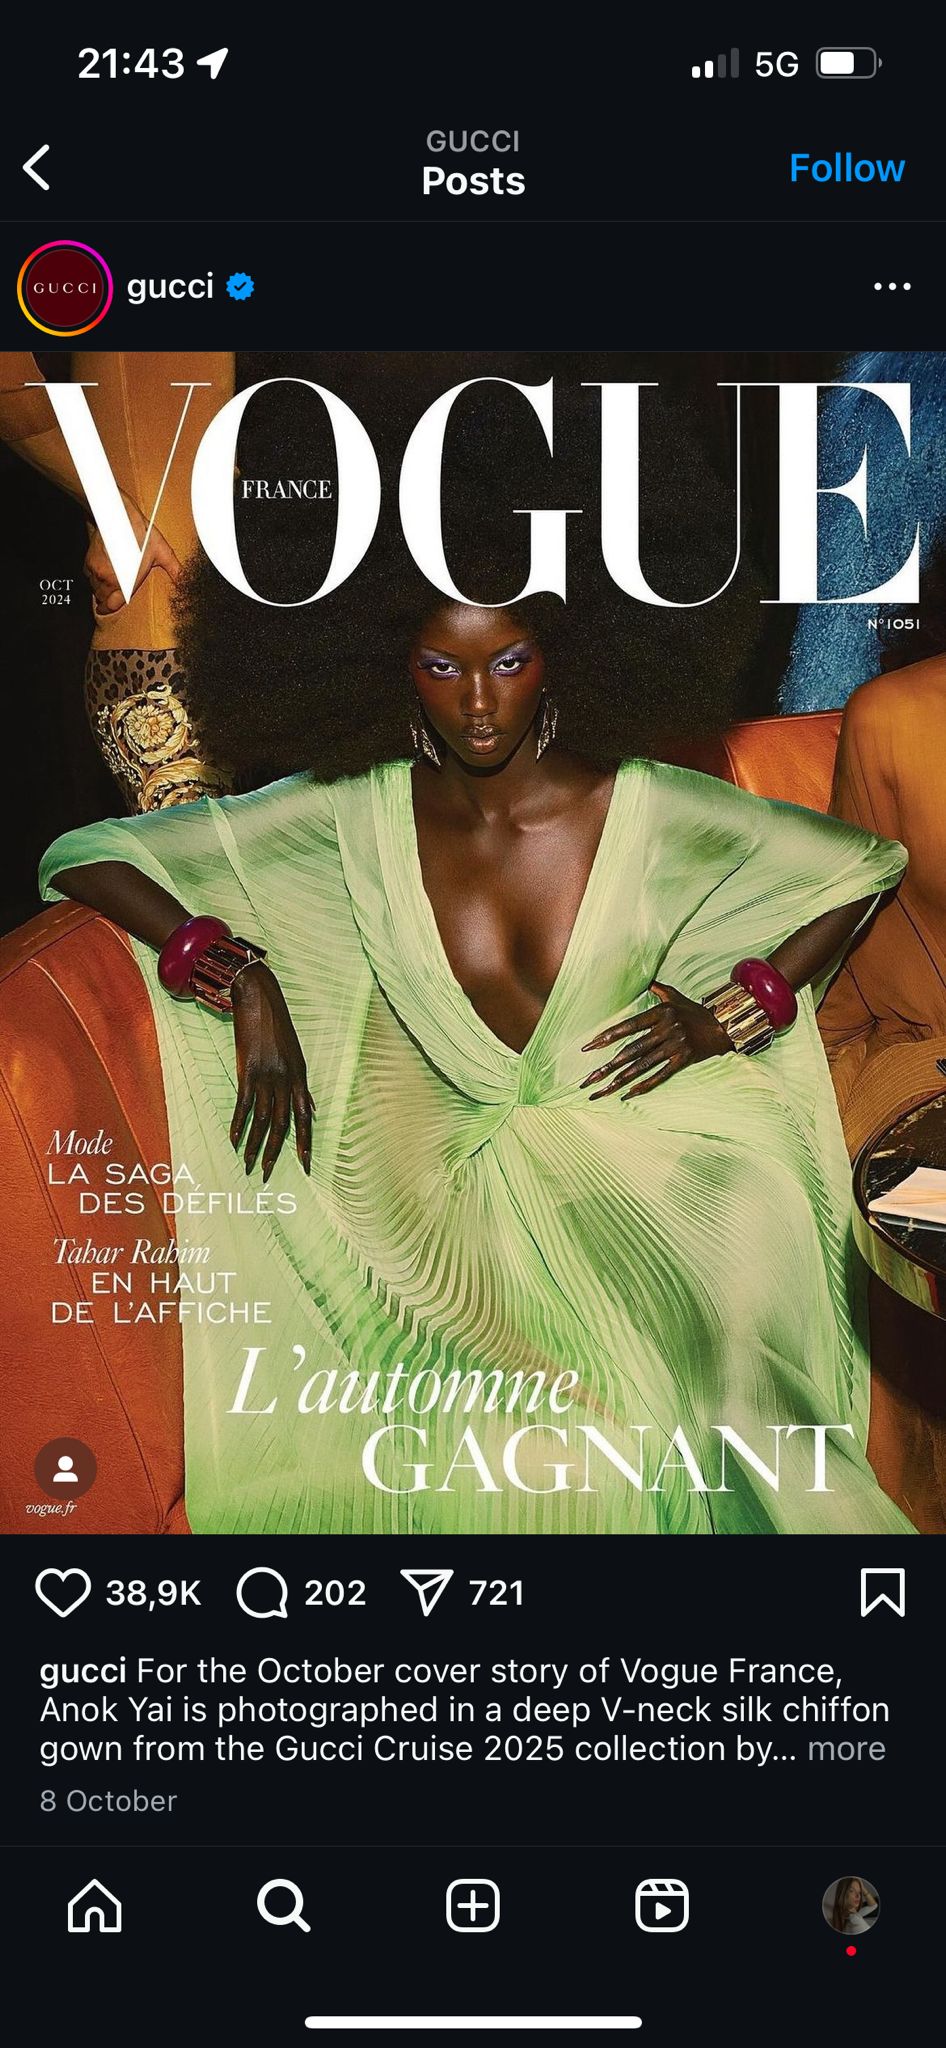 21:43
5G
GUCCI
Posts
Follow
GUCCI
gucci
VOGUE
FRANCE
OCT
2024
N°1051
Mode
LA SAGA
DES DÉFILÉS
Tahar Rahim
EN HAUT
DE L'AFFICHE
L'automne
GAGNANT
vogue.fr
38,9K
202
721
gucci For the October cover story of Vogue France,
Anok Yai is photographed in a deep V-neck silk chiffon
gown from the Gucci Cruise 2025 collection by... more
8 October